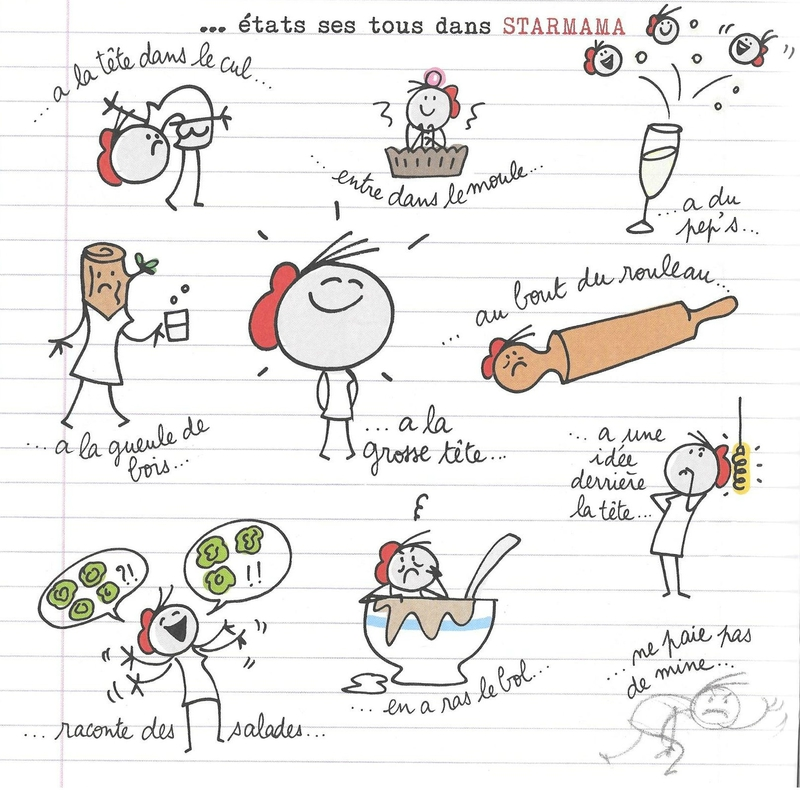 ... états ses tous dans STARMAMA
... a la tête dans le cul...
... entre dans le moule...
... a du
pep's...
... a la gueule de
bois...
... a la
grosse tête...
... au bout du rouleau...
... a une
idée
derrière
la tête...
?!
!!
... raconte des salades...
... en a ras le bol...
... ne paie pas
de mine...